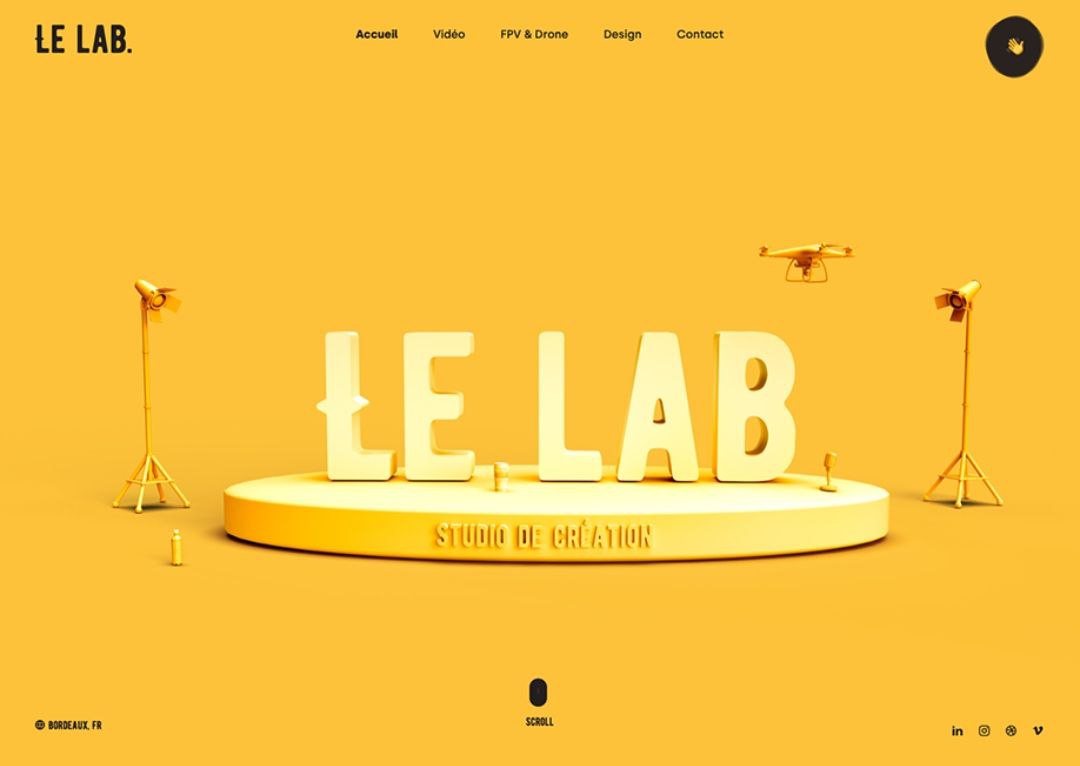 ŁE LAB.
Accueil Vidéo FPV & Drone Design Contact
ŁE LAB
STUDIO DE CRÉATION
SCROLL
BORDEAUX, FR
in